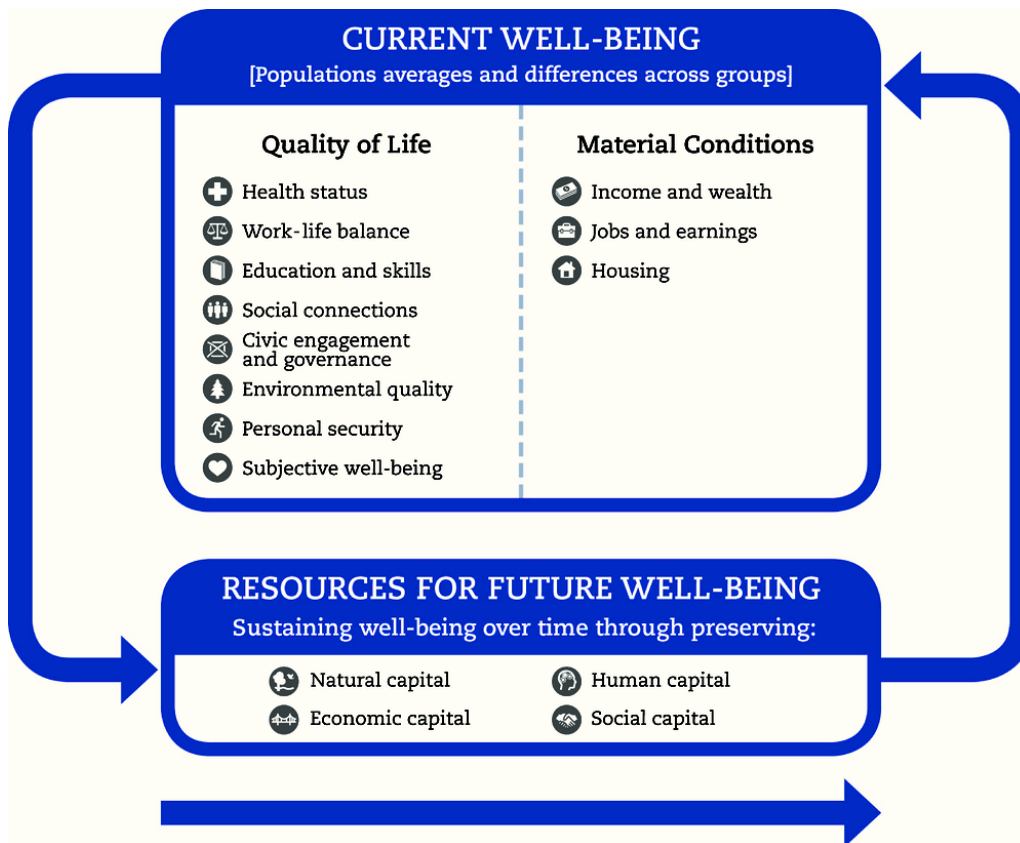 CURRENT WELL-BEING
[Populations averages and differences across groups]
Quality of Life
Health status
Work-life balance
Education and skills
Social connections
Civic engagement
and governance
Environmental quality
Personal security
Subjective well-being
Material Conditions
Income and wealth
Jobs and earnings
Housing
RESOURCES FOR FUTURE WELL-BEING
Sustaining well-being over time through preserving:
Natural capital
Economic capital
Human capital
Social capital